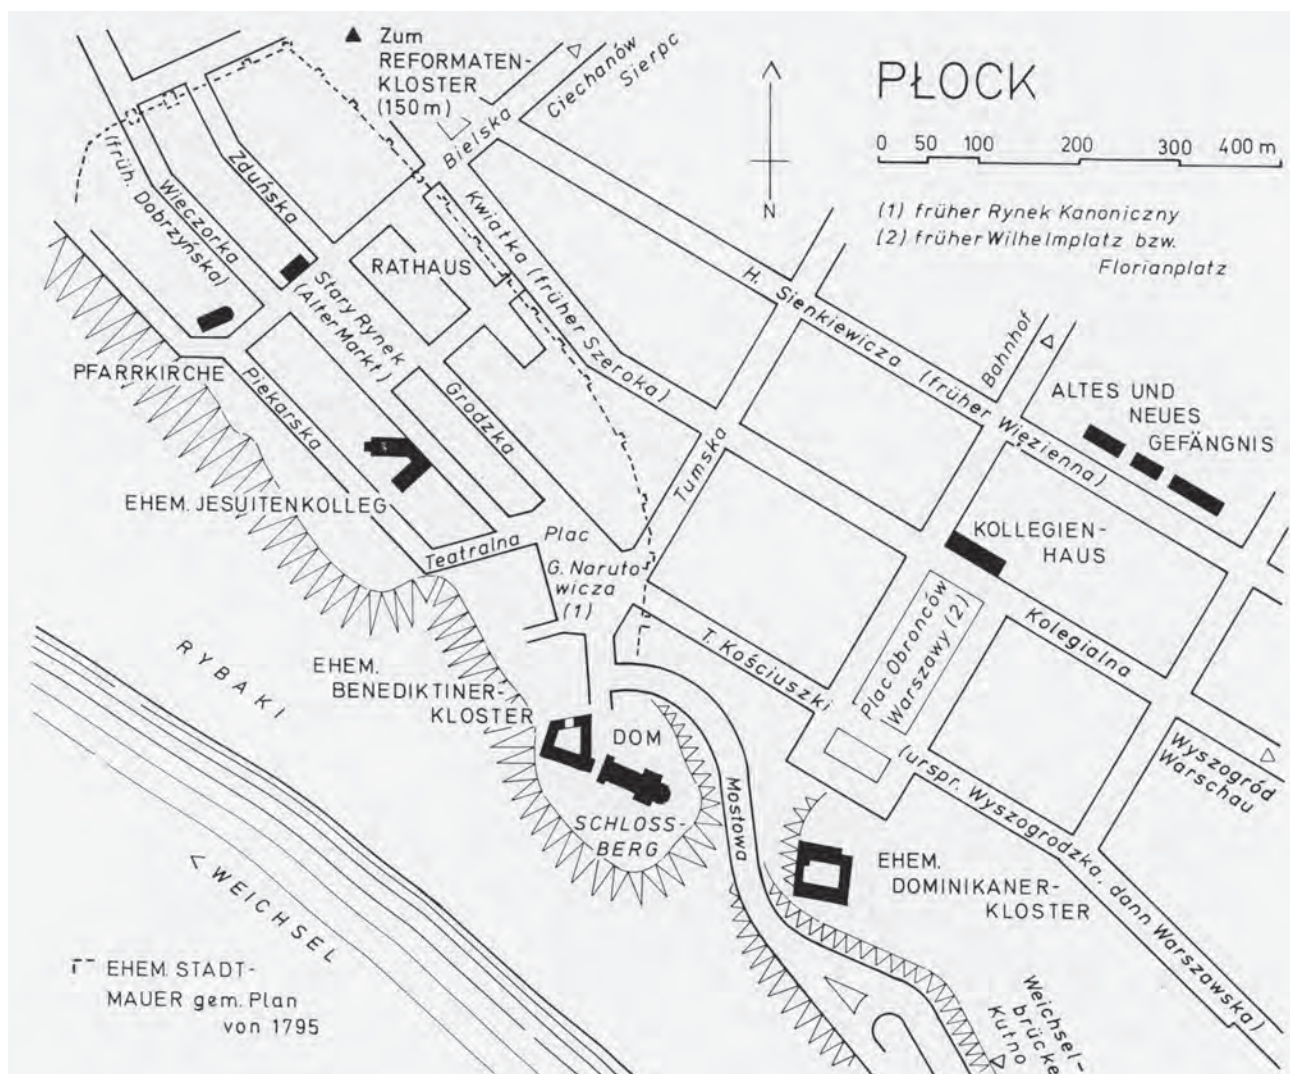 ▲ Zum
REFORMATEN-
KLOSTER
(150 m)
Ciechanów
Sierpc
Bielska
PŁOCK
0 50 100 200 300 400 m
N
(1) früher Rynek Kanoniczny
(2) früher Wilhelmplatz bzw.
Florianplatz
(früh. Dobrzyńska)
Wieczorka
Zduńska
RATHAUS
Stary Rynek
(Alter Markt)
Kwiatka (früher Szeroka)
H. Sienkiewicza (früher Więzienna)
Bahnhof
ALTES UND
NEUES
GEFÄNGNIS
PFARRKIRCHE
Piekarska
Grodzka
Tumska
EHEM. JESUITENKOLLEG
KOLLEGIEN-
HAUS
Teatralna
Plac
G. Naruto-
wicza
(1)
T. Kościuszki
Plac Obronców
Warszawy (2)
Kolegialna
RYBAKI
EHEM.
BENEDIKTINER-
KLOSTER
DOM
SCHLOSS-
BERG
Mostowa
(urspr. Wyszogrodzka, dann Warszawska)
Wyszogród
Warschau
EHEM.
DOMINIKANER-
KLOSTER
< WEICHSEL
EHEM. STADT-
MAUER gem. Plan
von 1795
Weichsel-
brücke
Kutno